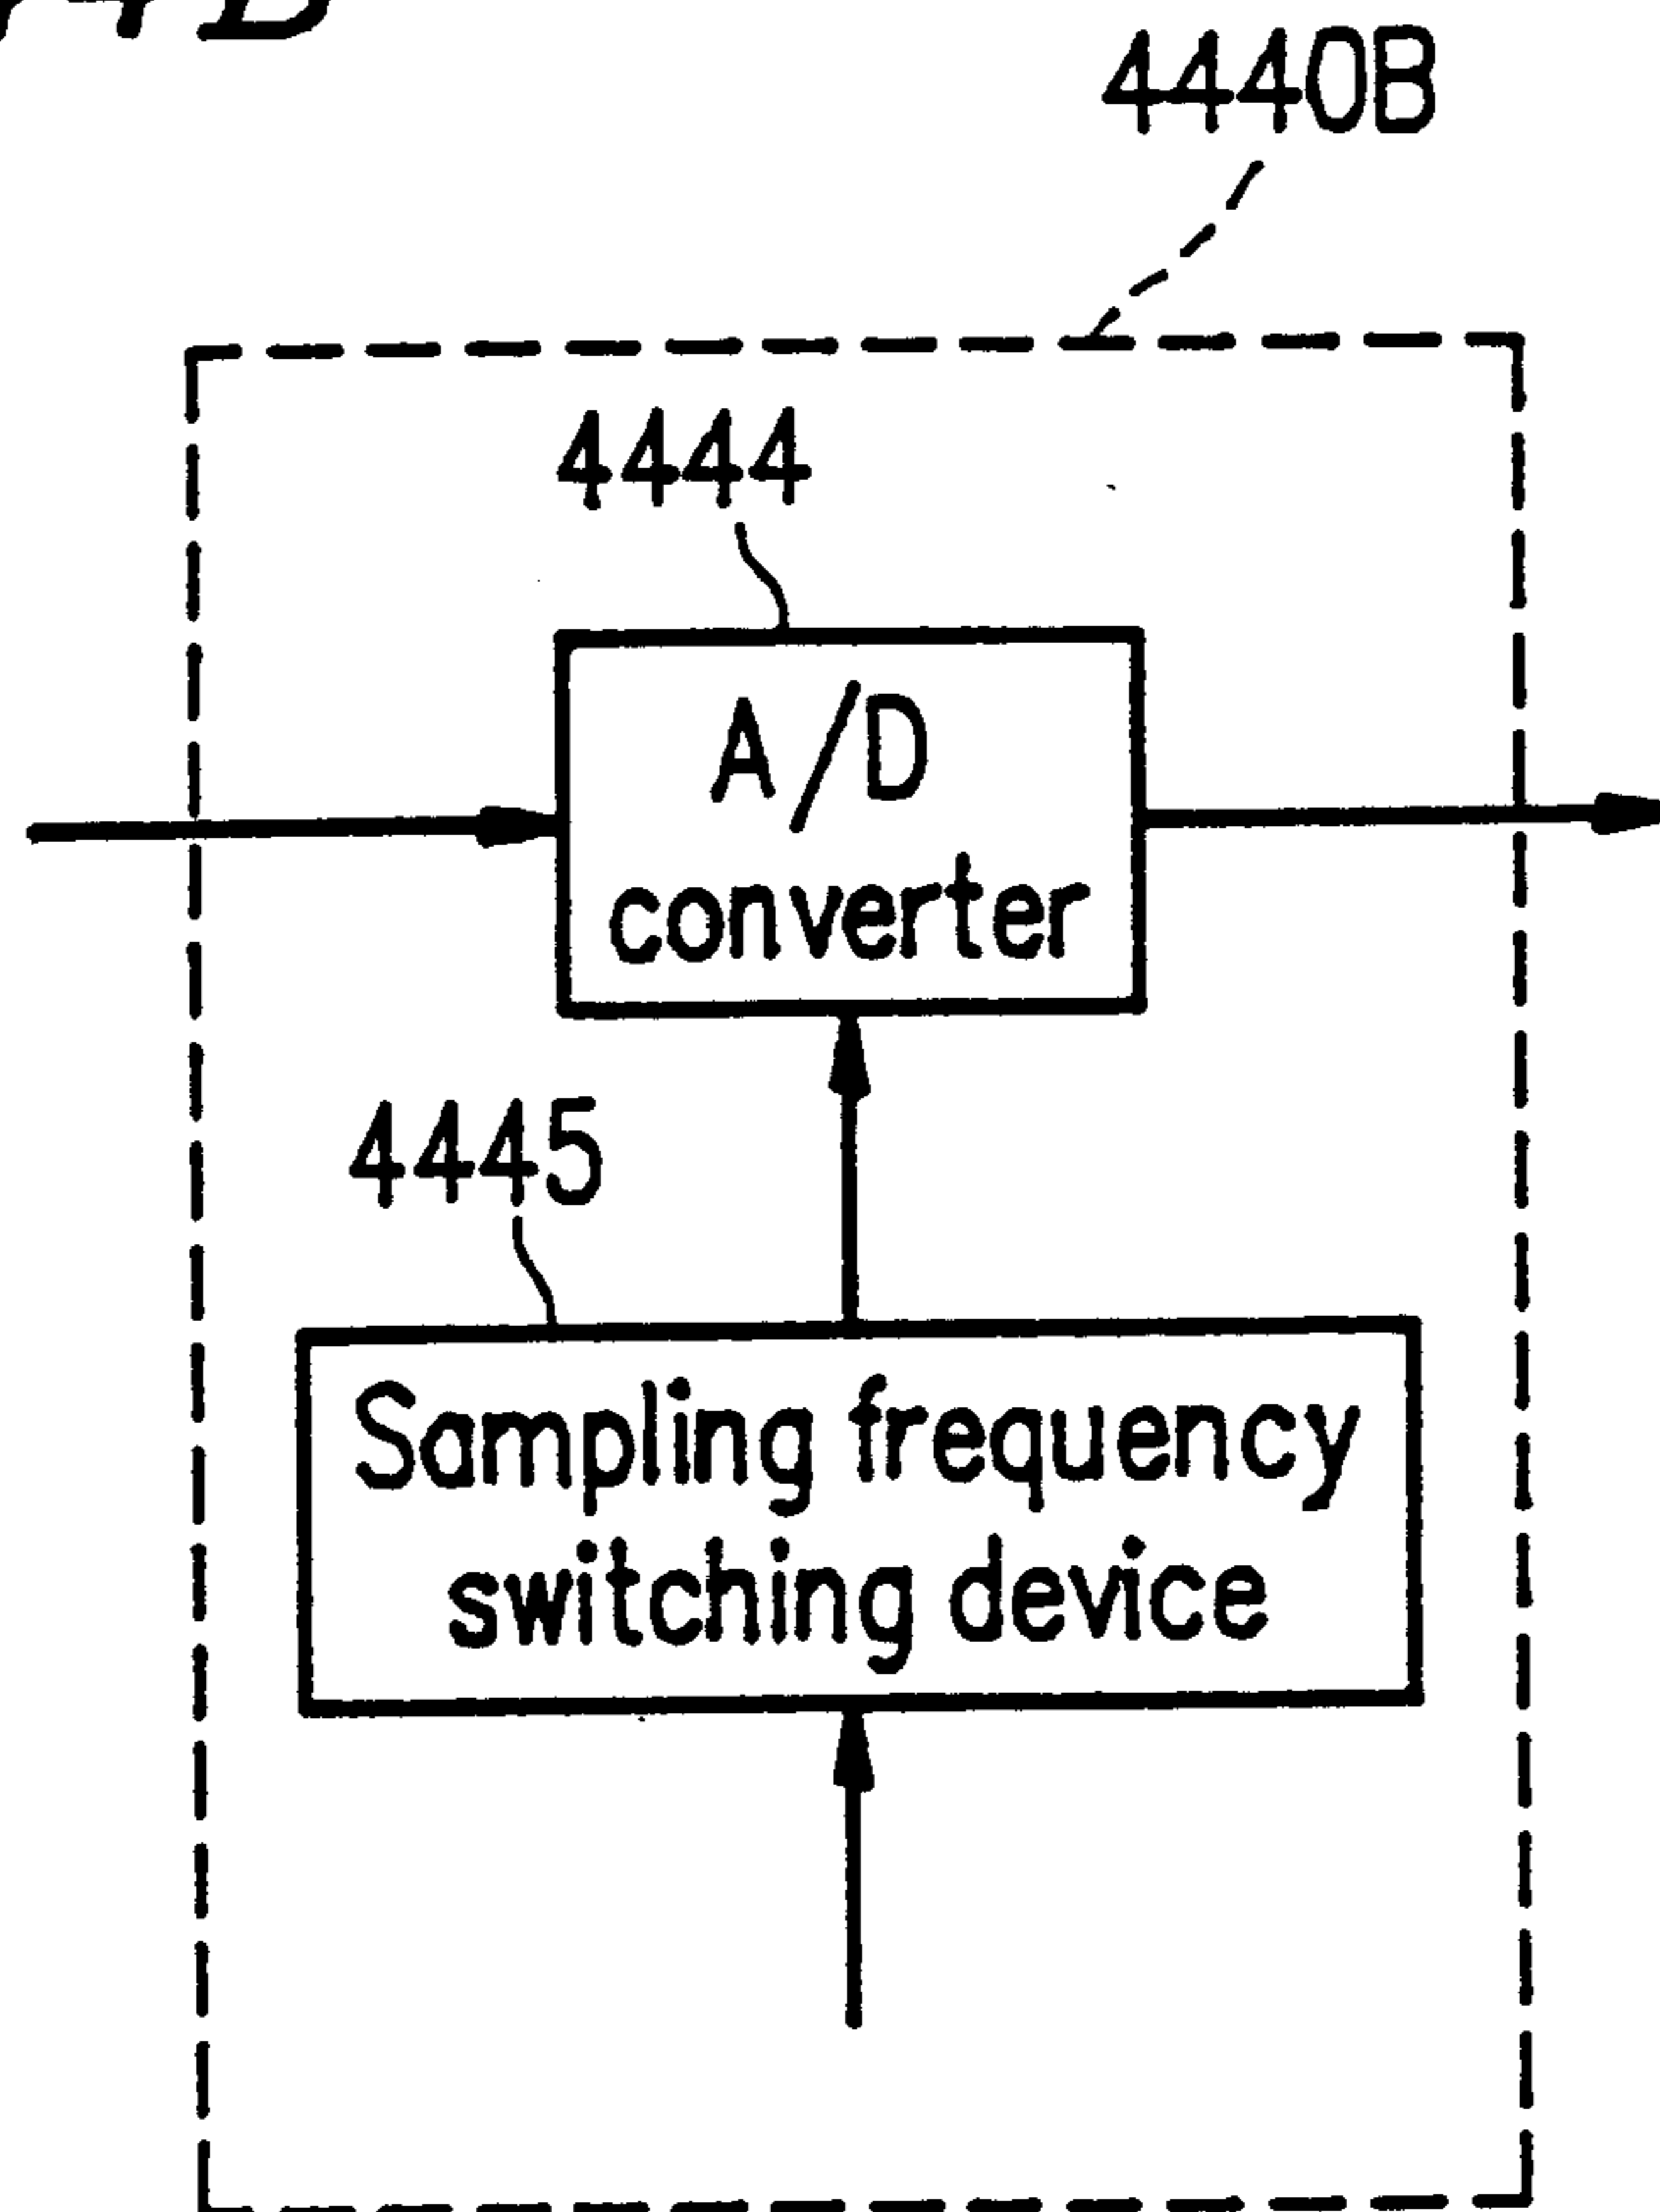 4440B
4444
A/D
converter
4445
Sampling frequency
switching device